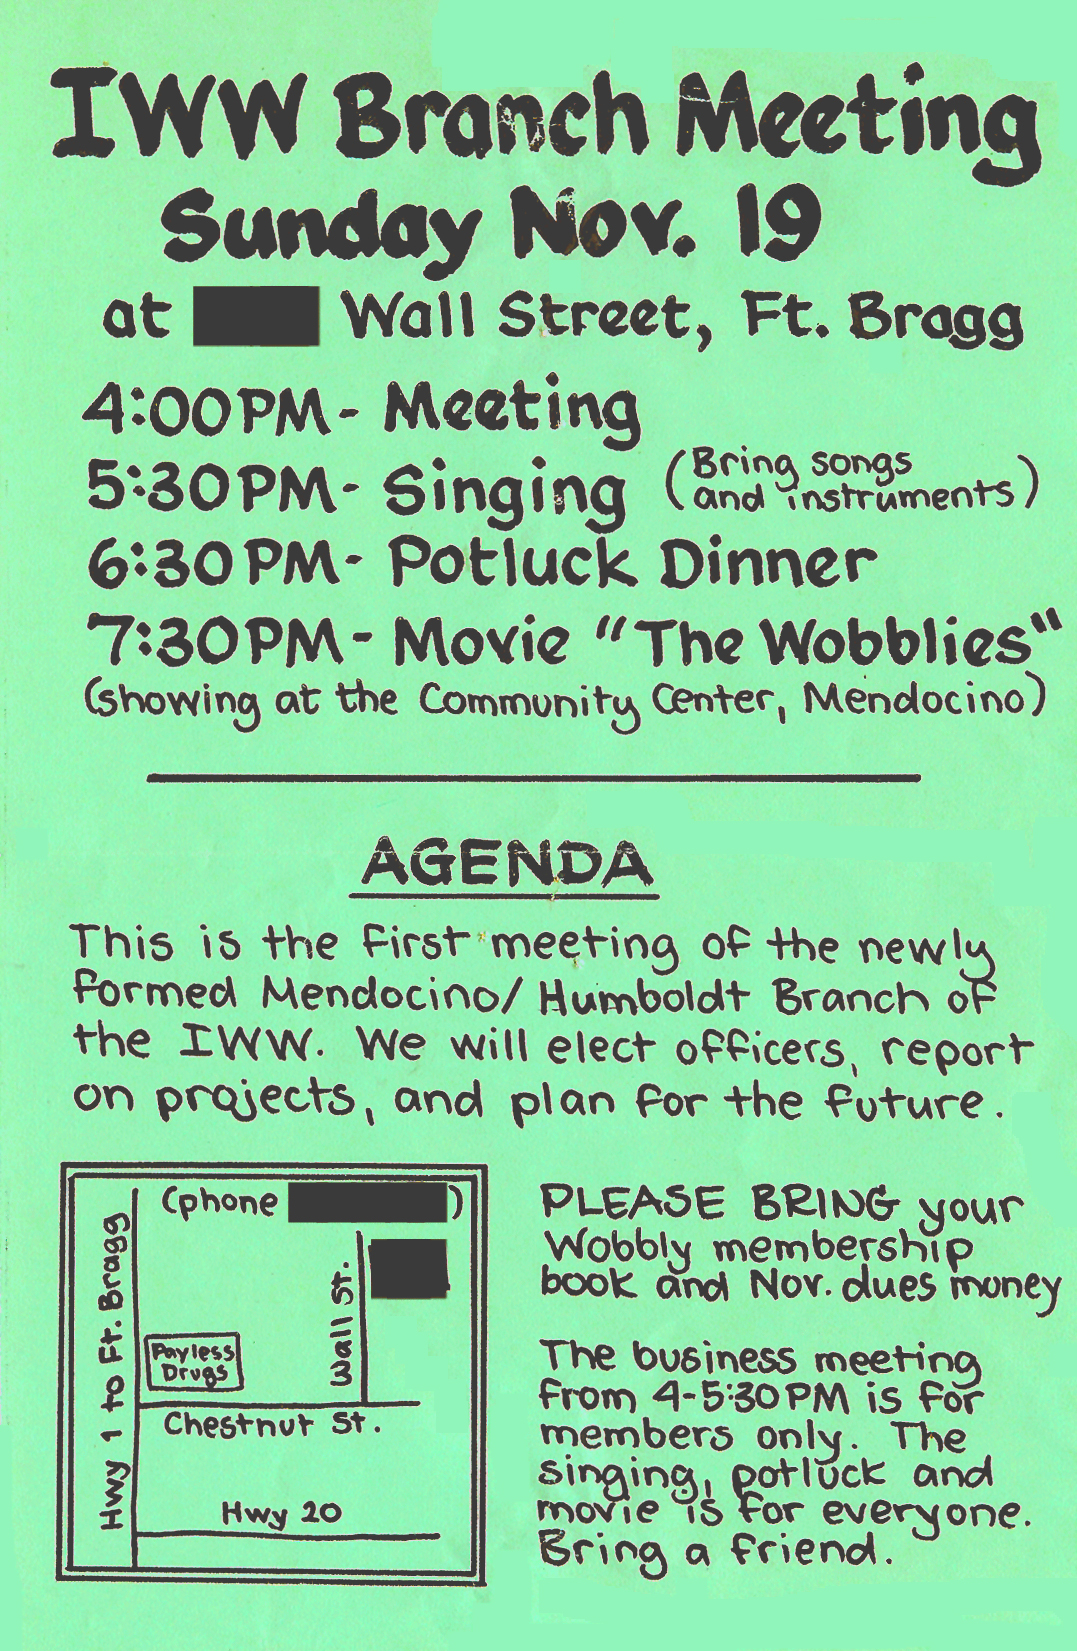 IWW Branch Meeting
Sunday Nov. 19
at Wall Street, Ft. Bragg
4:00PM- Meeting
5:30PM- Singing (Bring songs and instruments)
6:30PM- Potluck Dinner
7:30PM- Movie "The Wobblies"
(showing at the Community Center, Mendocino)
AGENDA
This is the first meeting of the newly
formed Mendocino/Humboldt Branch of
the IWW. We will elect officers, report
on projects, and plan for the future.
(phone )
Hwy 1 to Ft. Bragg
Wall St.
Payless
Drugs
Chestnut St.
Hwy 20
PLEASE BRING your
Wobbly membership
book and Nov. dues money
The business meeting
from 4-5:30PM is for
members only. The
singing, potluck and
movie is for everyone.
Bring a friend.